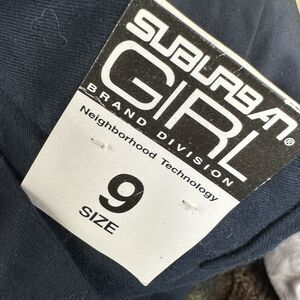 SUBURBAN®
GIRL
BRAND DIVISION
Neighborhood Technology
9
SIZE